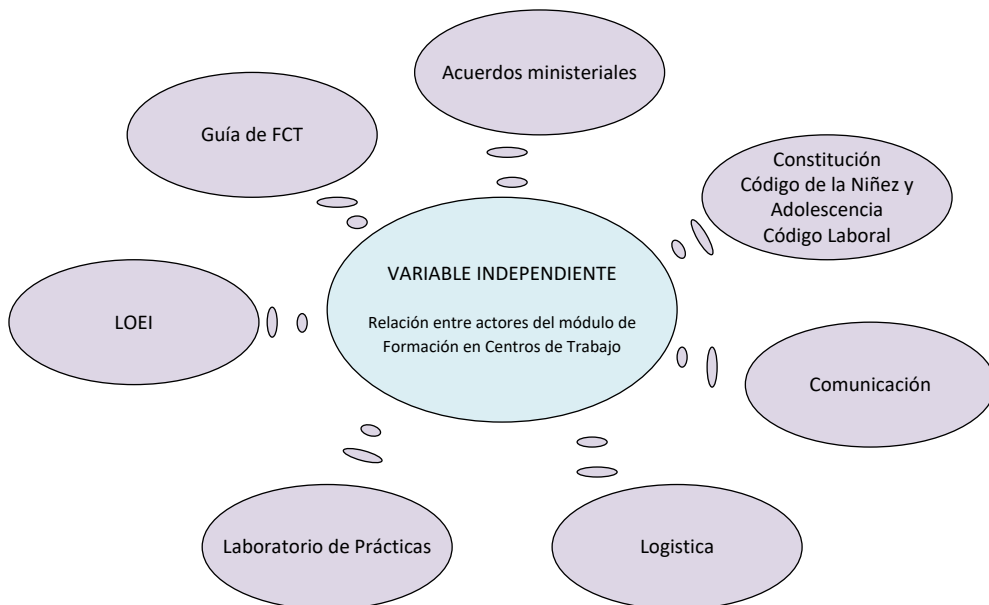 Acuerdos ministeriales
Guía de FCT
Constitución
Código de la Niñez y
Adolescencia
Código Laboral
VARIABLE INDEPENDIENTE
Relación entre actores del módulo de
Formación en Centros de Trabajo
LOEI
Comunicación
Laboratorio de Prácticas
Logistica